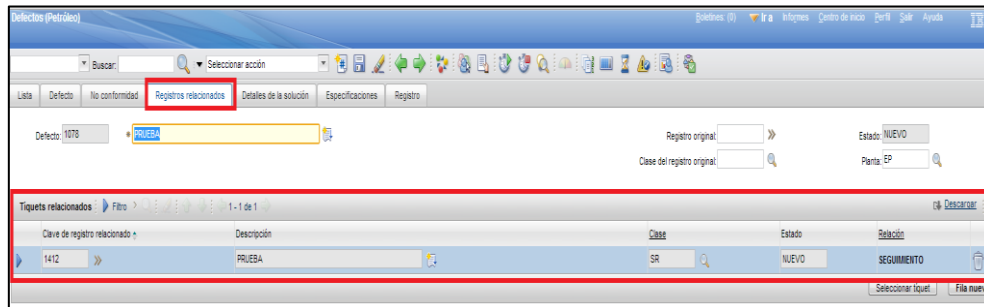 Defectos (Petróleo)
Boletines: (0) Ir a Informes Centro de inicio Perfil Salir Ayuda
Buscar: Seleccionar acción
Lista Defecto No conformidad Registros relacionados Detalles de la solución Especificaciones Registro
Defecto: 1078 * PRUEBA Registro original: Estado: NUEVO
Clase del registro original: Planta: EP
Tiquets relacionados Filtro 1 - 1 de 1 Descargar
Clave de registro relacionado Descripción Clase Estado Relación
1412 PRUEBA SR NUEVO SEGUIMIENTO
Seleccionar tiquet Fila nuev